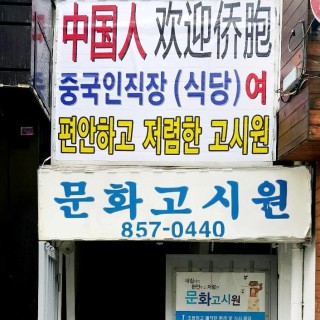 中国人 欢迎侨胞
중국인직장 (식당) 여
편안하고 저렴한 고시원
문화고시원
857-0440
문화고시원